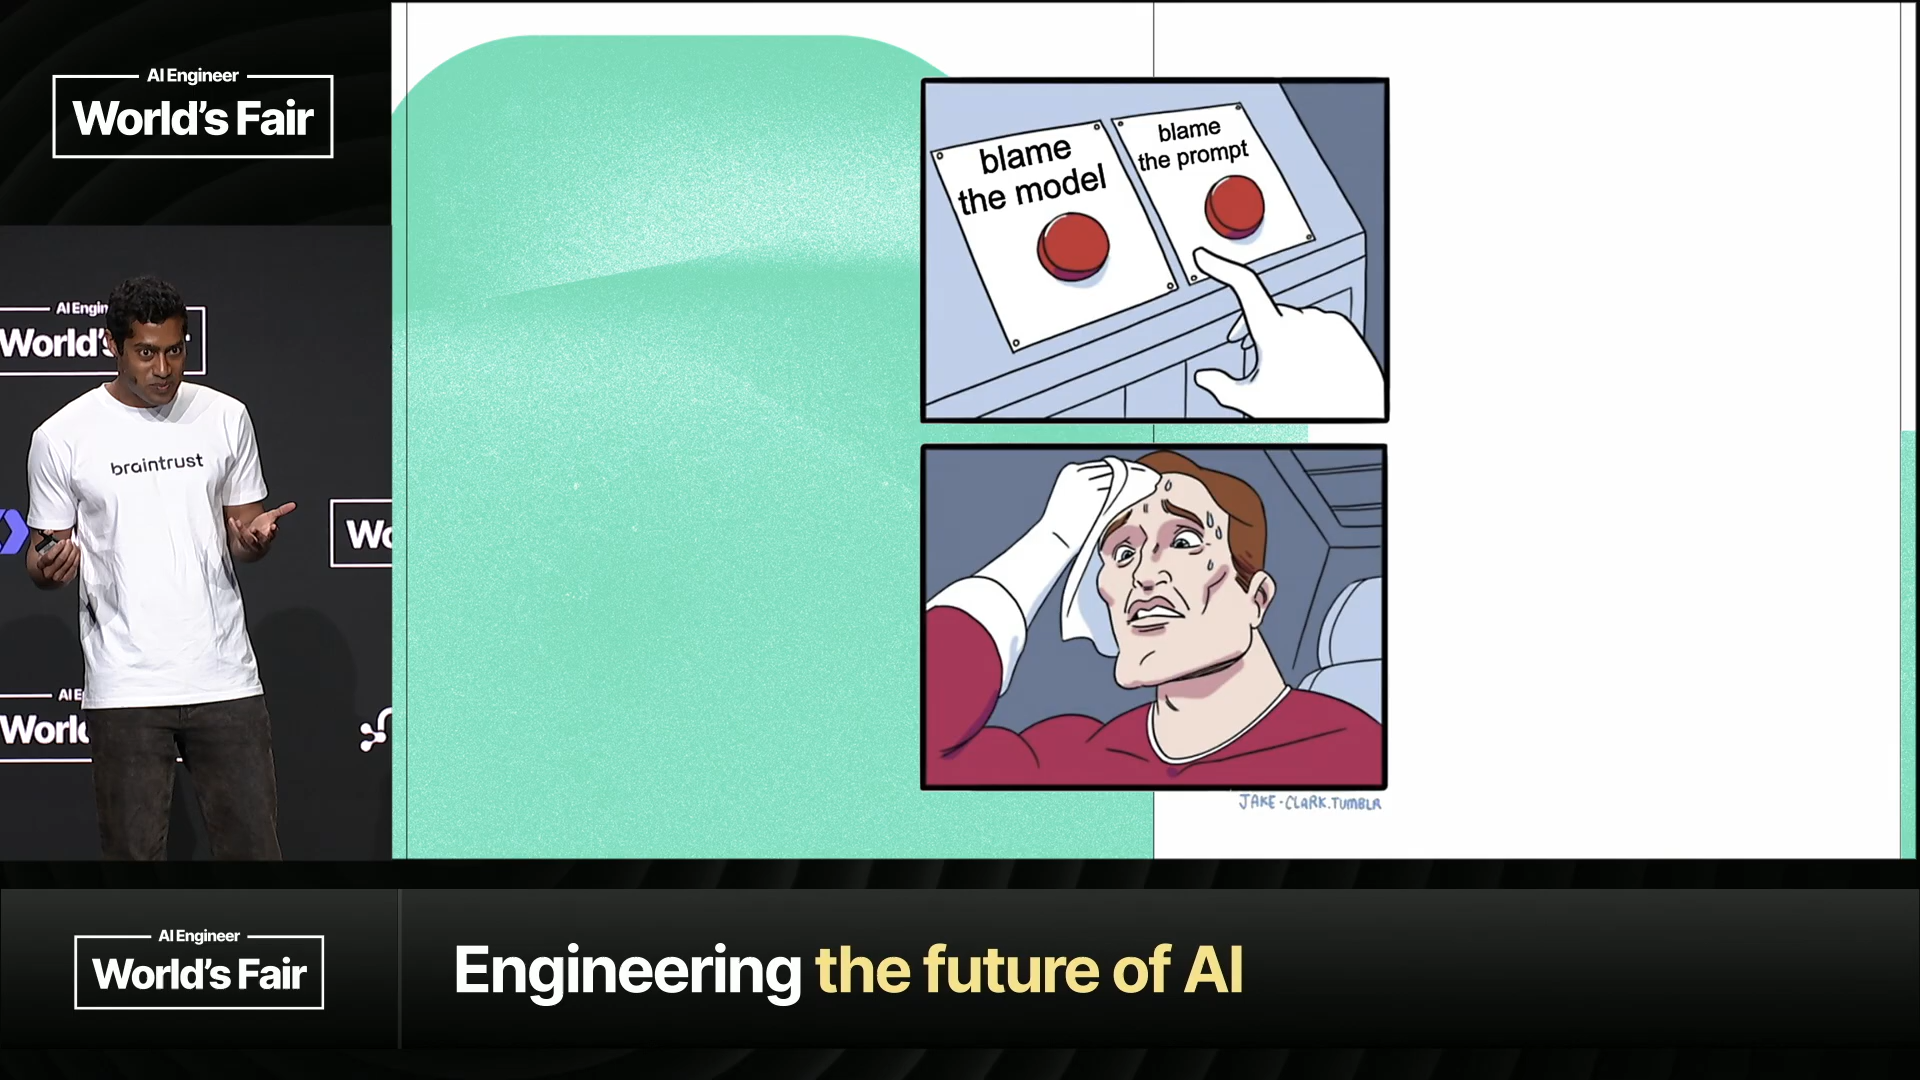 AI Engineer
World's Fair
AI Engin
World's
braintrust
Wo
AI E
World
blame
the model
blame
the prompt
JAKE-CLARK.TUMBLR
AI Engineer
World's Fair
Engineering the future of AI